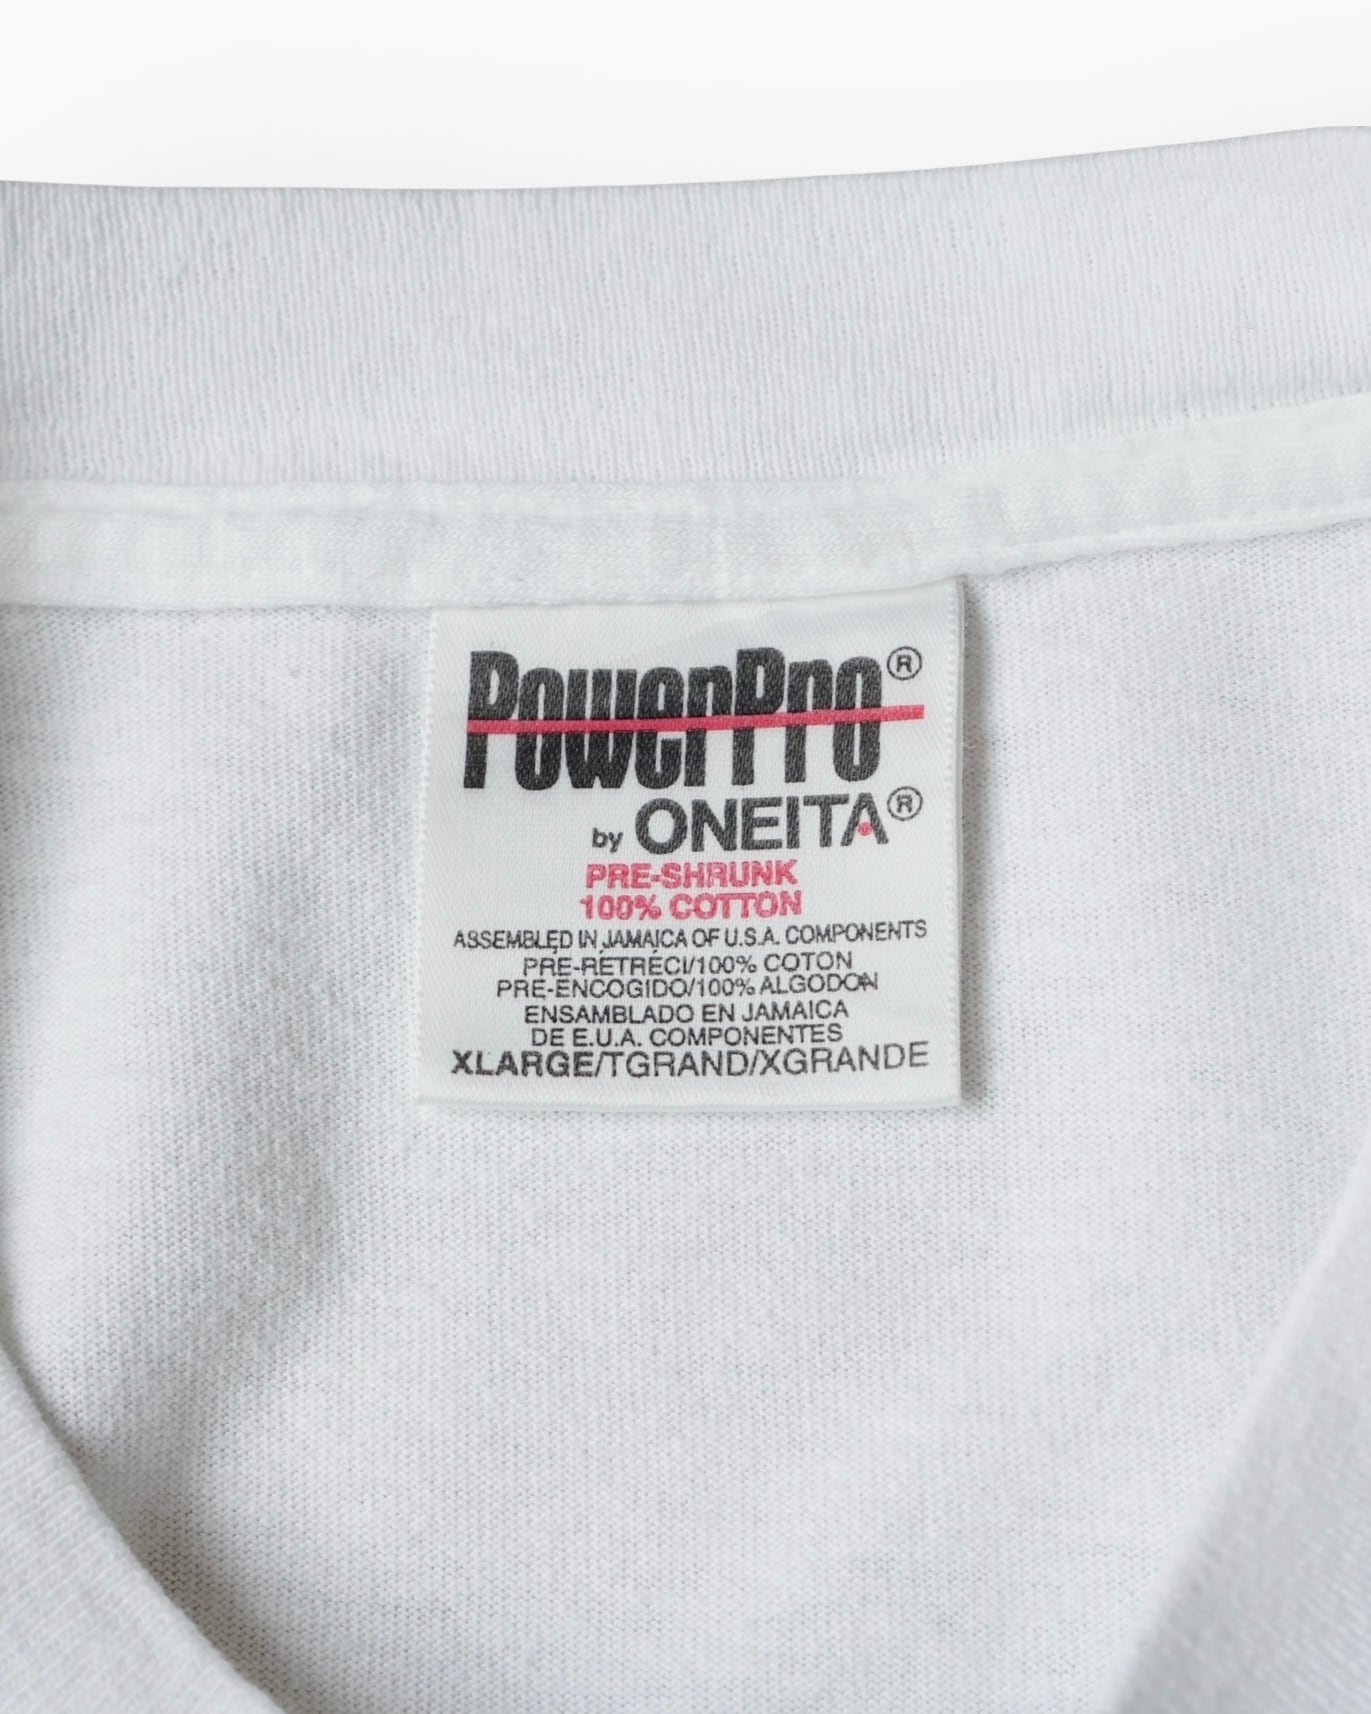 PowerPro®
by ONEITA®
PRE-SHRUNK
100% COTTON
ASSEMBLED IN JAMAICA OF U.S.A. COMPONENTS
PRE-RÉTRÉCI/100% COTON
PRE-ENCOGIDO/100% ALGODON
ENSAMBLADO EN JAMAICA
DE E.U.A. COMPONENTES
XLARGE/TGRAND/XGRANDE